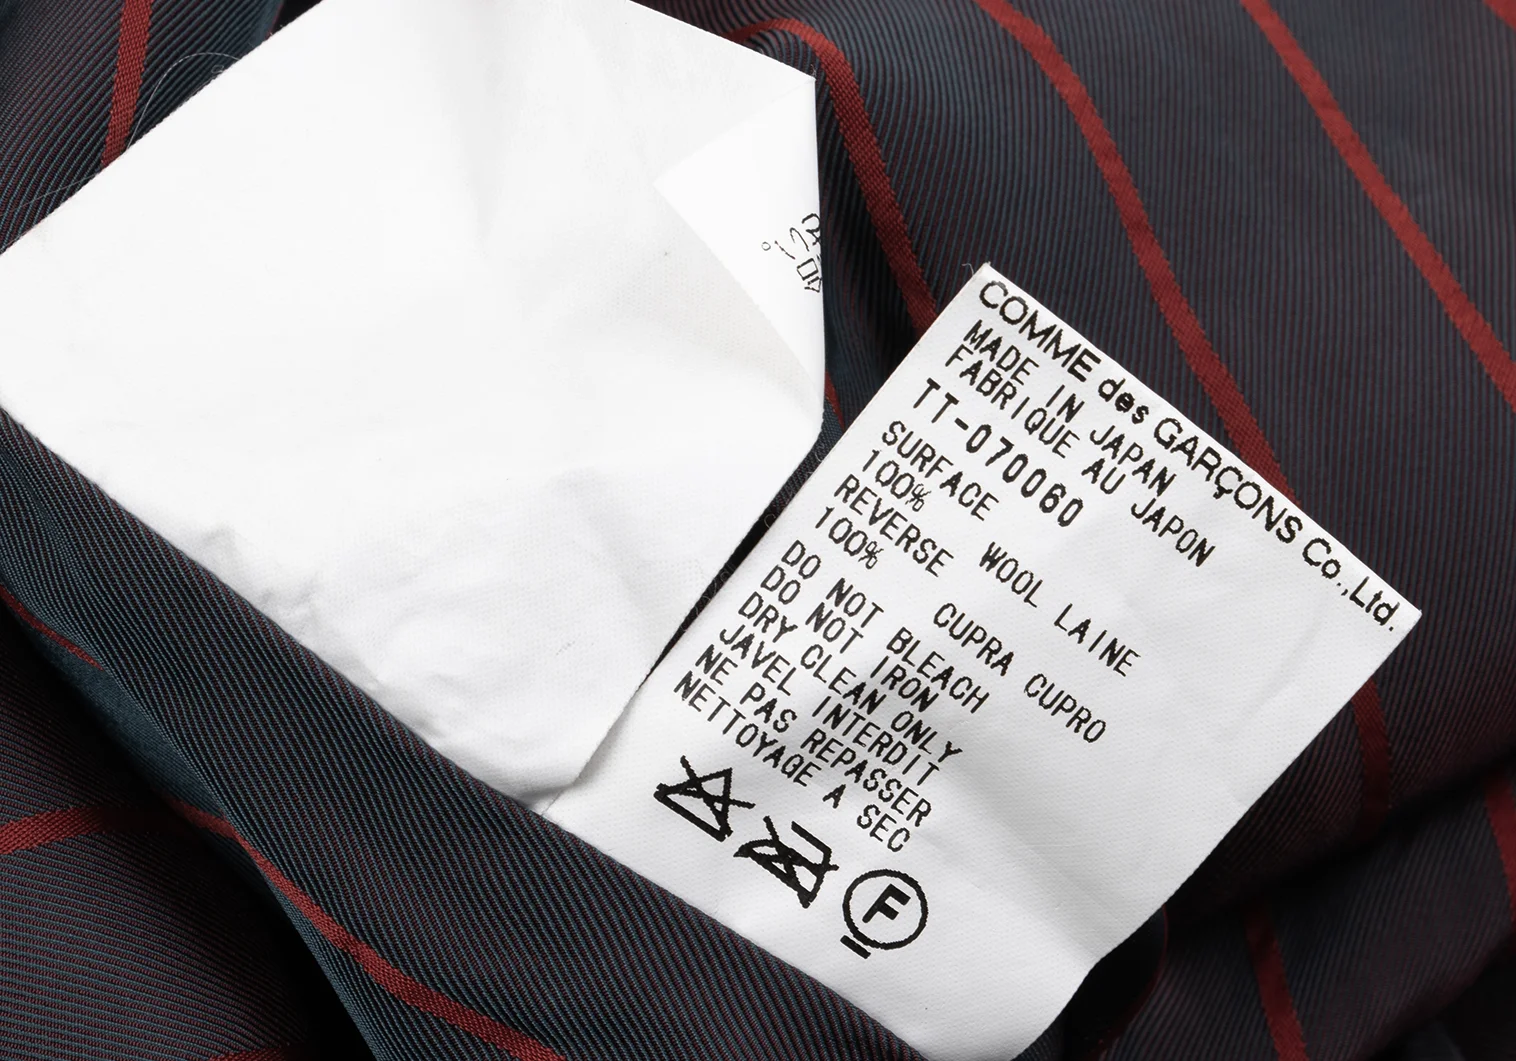 COMME des GARÇONS Co.,Ltd.
MADE IN JAPAN
FABRIQUE AU JAPON
TT-070060
SURFACE
100% WOOL LAINE
REVERSE
100% CUPRA CUPRO
DO NOT BLEACH
DO NOT IRON
DRY CLEAN ONLY
JAVEL INTERDIT
NE PAS REPASSER
NETTOYAGE A SEC
F